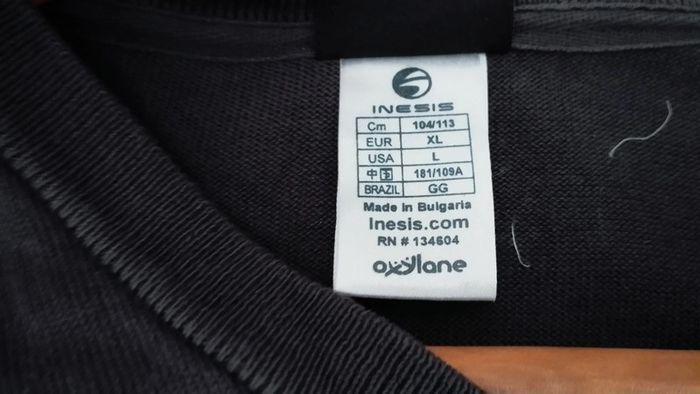 INESIS
Cm 104/113
EUR XL
USA L
中国 181/109A
BRAZIL GG
Made in Bulgaria
Inesis.com
RN # 134604
oxylane